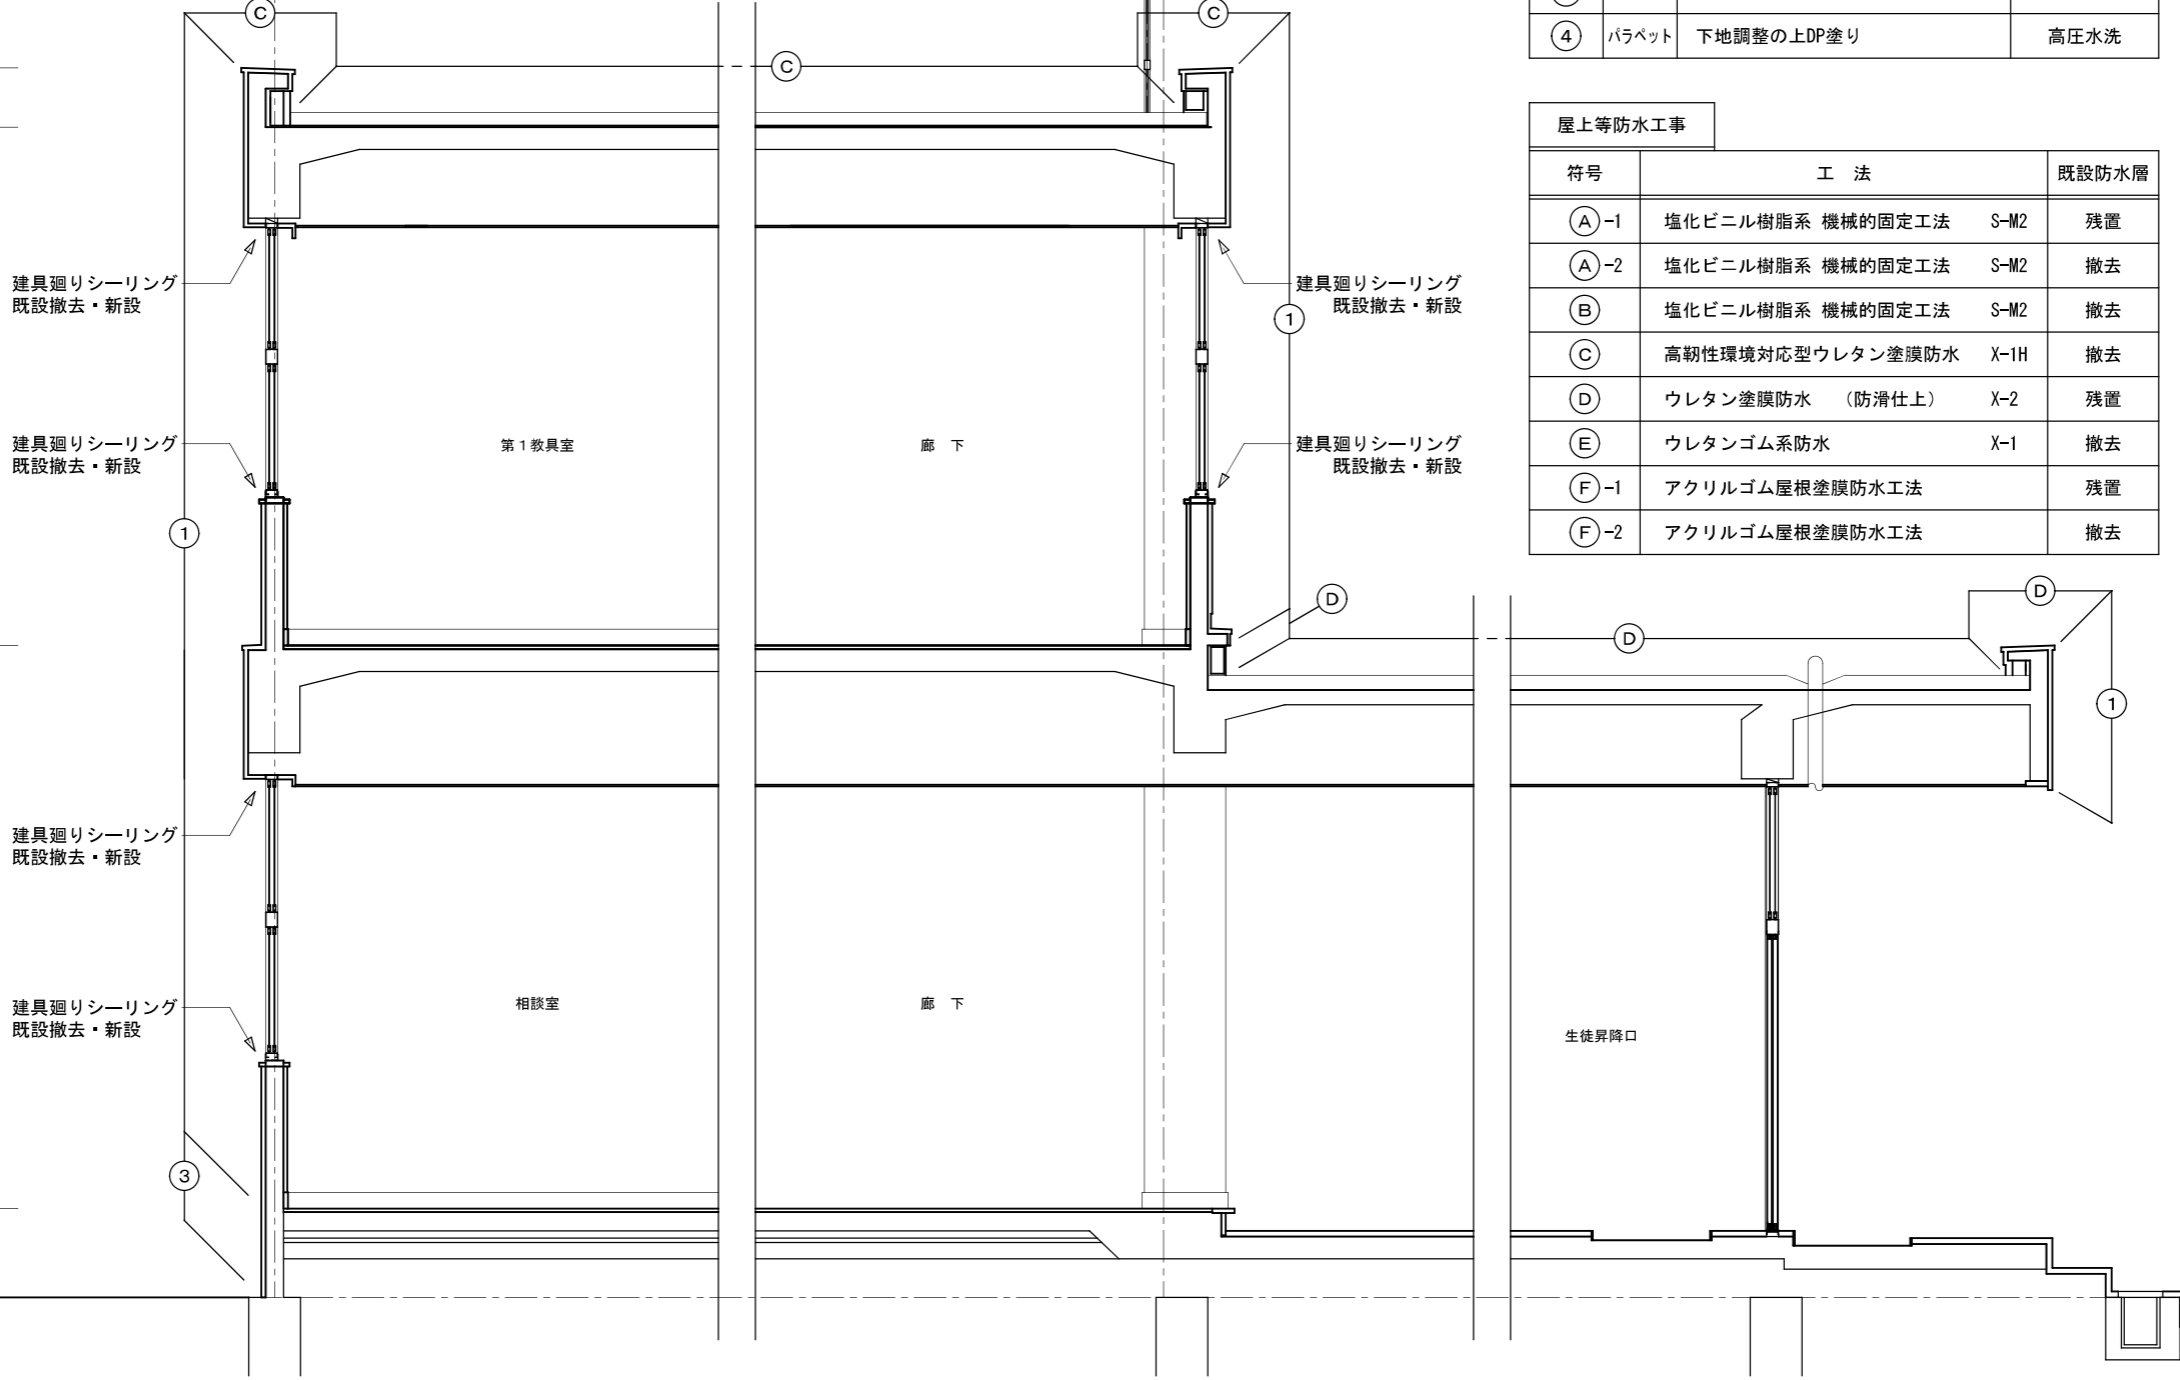 C
C
C
④ パラペット 下地調整の上DP塗り 高圧水洗
屋上等防水工事
符号 工 法 既設防水層
Ⓐ-1 塩化ビニル樹脂系 機械的固定工法 S-M2 残置
Ⓐ-2 塩化ビニル樹脂系 機械的固定工法 S-M2 撤去
Ⓑ 塩化ビニル樹脂系 機械的固定工法 S-M2 撤去
Ⓒ 高靭性環境対応型ウレタン塗膜防水 X-1H 撤去
Ⓓ ウレタン塗膜防水 （防滑仕上） X-2 残置
Ⓔ ウレタンゴム系防水 X-1 撤去
Ⓕ-1 アクリルゴム屋根塗膜防水工法 残置
Ⓕ-2 アクリルゴム屋根塗膜防水工法 撤去
建具廻りシーリング
既設撤去・新設
建具廻りシーリング
既設撤去・新設
1
建具廻りシーリング
既設撤去・新設
第１教具室
廊 下
建具廻りシーリング
既設撤去・新設
1
D
D
D
1
建具廻りシーリング
既設撤去・新設
建具廻りシーリング
既設撤去・新設
相談室
廊 下
生徒昇降口
3